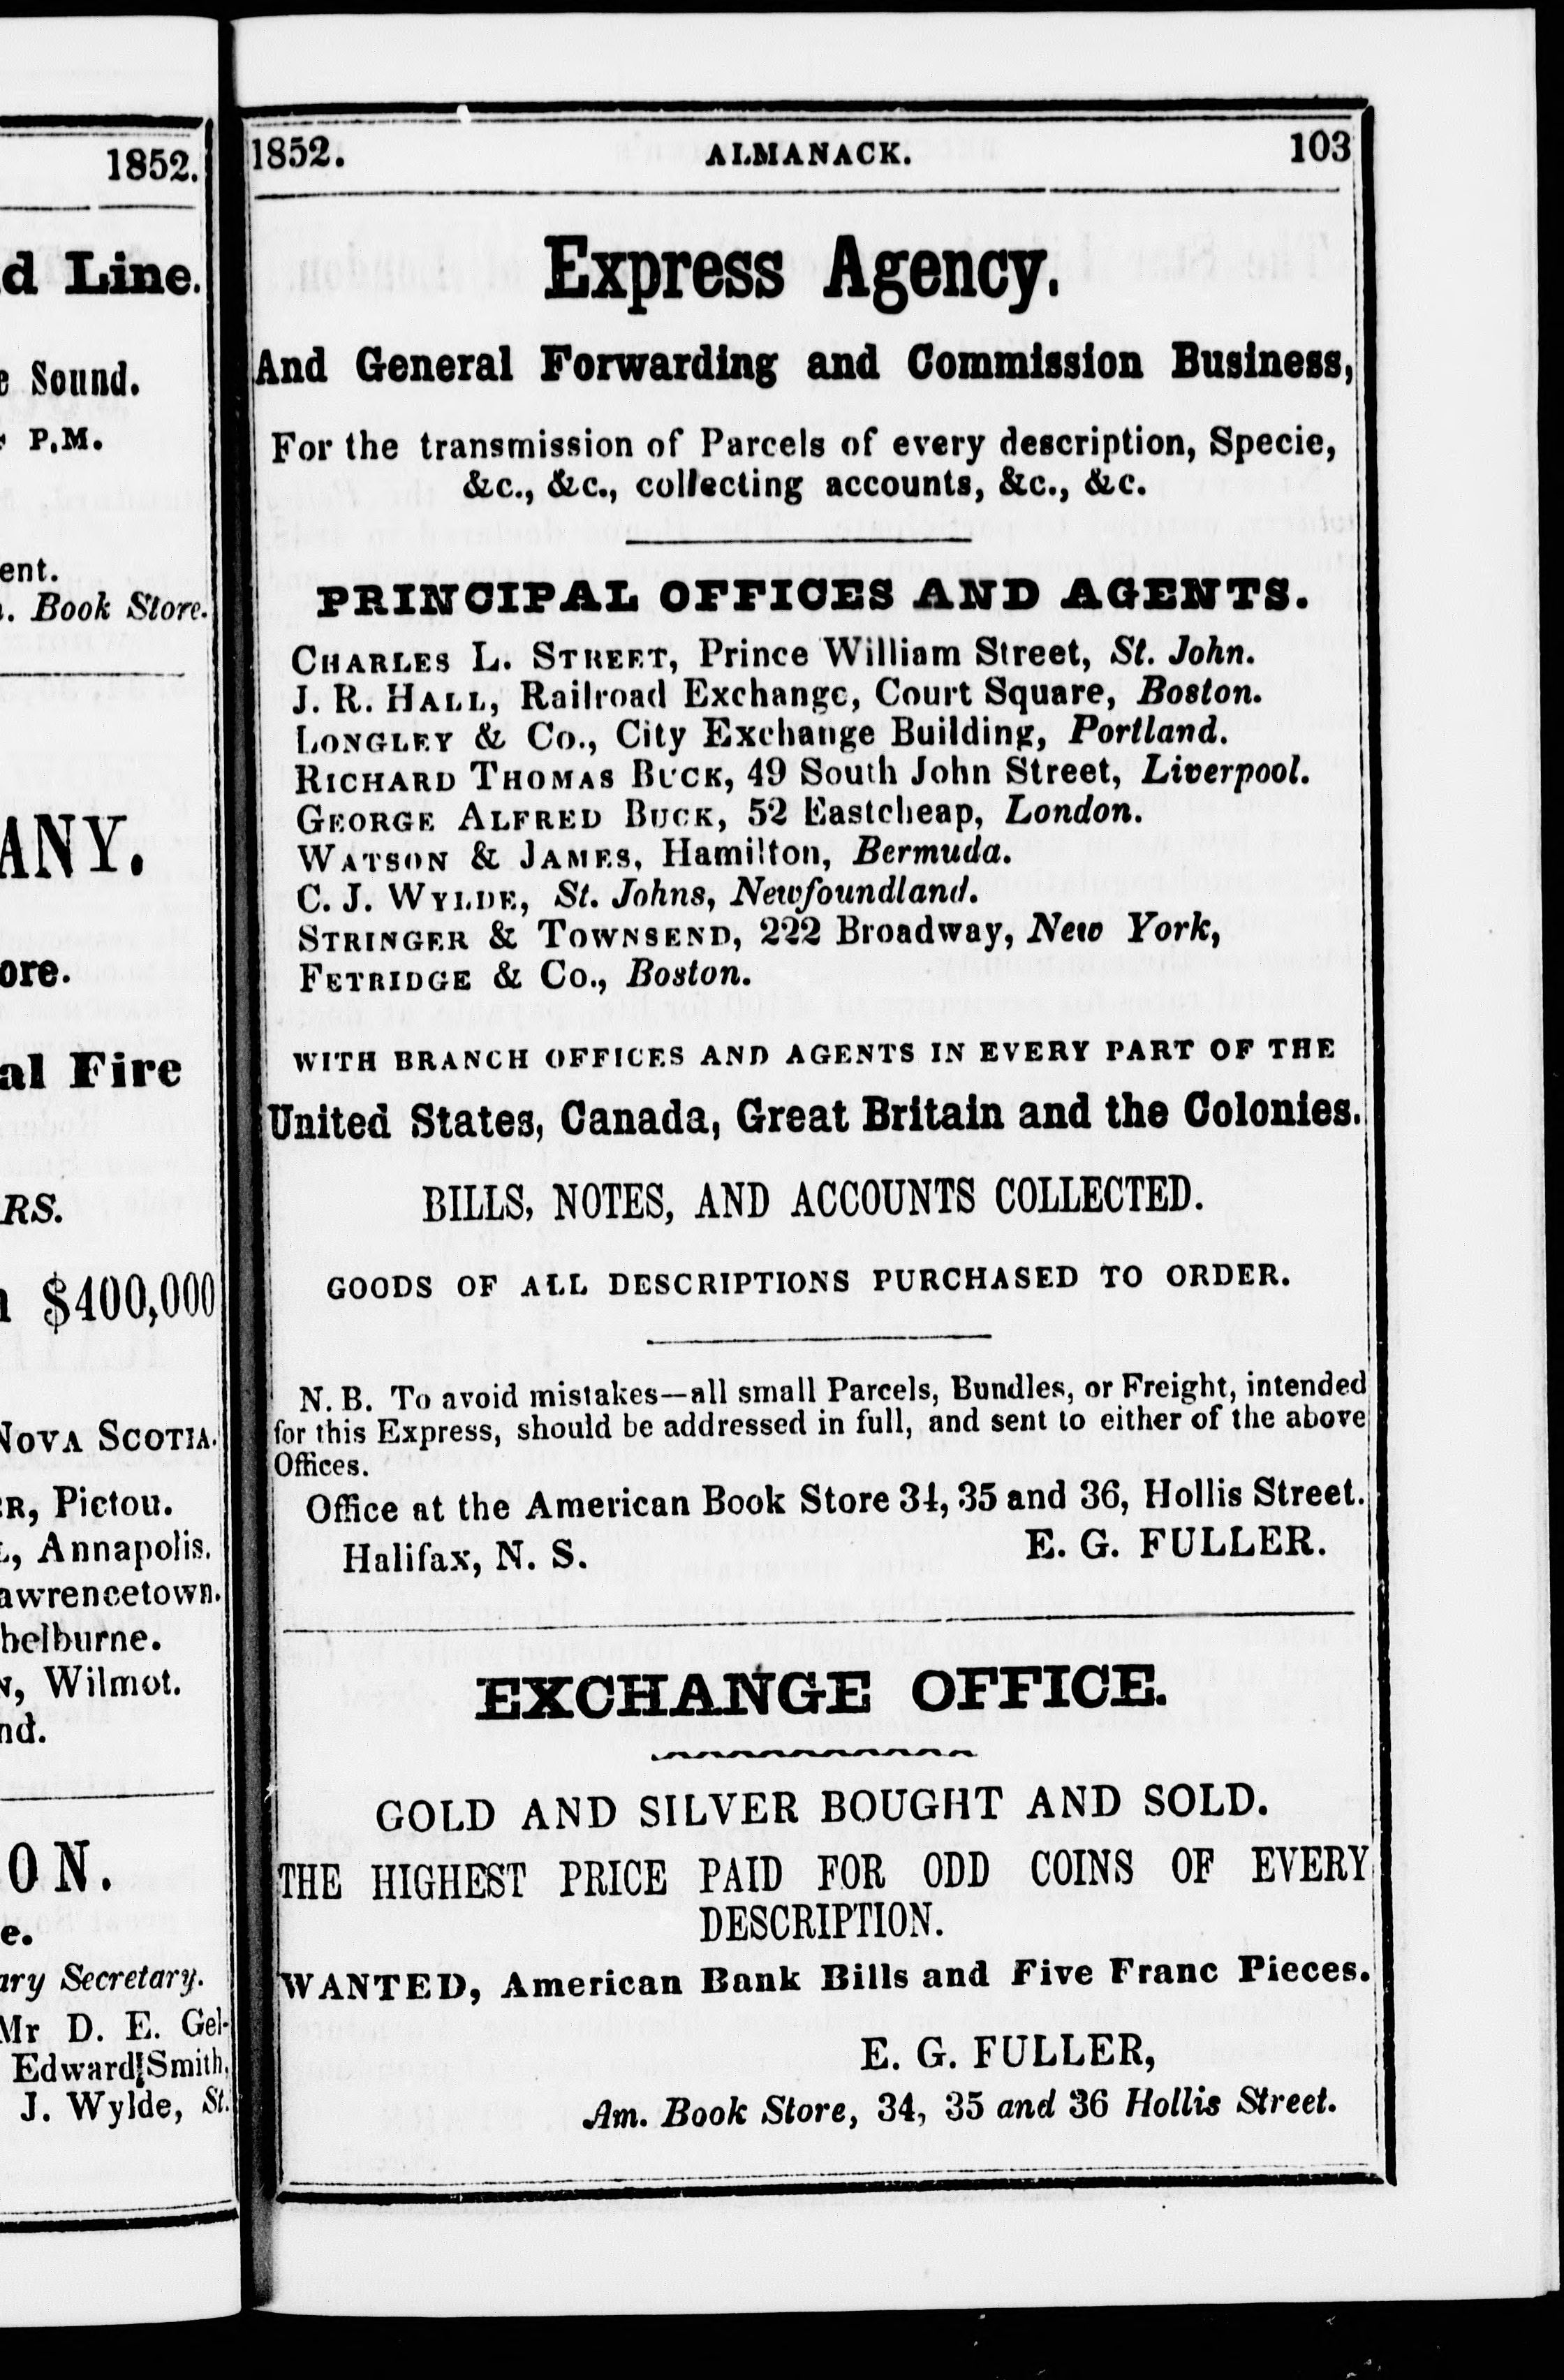 1852.
d Line.
e Sound.
P.M.
ent.
. Book Store.
ANY.
ore.
al Fire
RS.
$400,000
NOVA SCOTIA.
R, Pictou.
, Annapolis.
awrencetown.
helburne.
, Wilmot.
nd.
ON.
e.
ary Secretary.
Mr D. E. Gel-
Edward Smith,
J. Wylde, St.
1852. ALMANACK. 103
Express Agency.
And General Forwarding and Commission Business,
For the transmission of Parcels of every description, Specie,
&c., &c., collecting accounts, &c., &c.
PRINCIPAL OFFICES AND AGENTS.
CHARLES L. STREET, Prince William Street, St. John.
J. R. HALL, Railroad Exchange, Court Square, Boston.
LONGLEY & Co., City Exchange Building, Portland.
RICHARD THOMAS BUCK, 49 South John Street, Liverpool.
GEORGE ALFRED BUCK, 52 Eastcheap, London.
WATSON & JAMES, Hamilton, Bermuda.
C. J. WYLDE, St. Johns, Newfoundland.
STRINGER & TOWNSEND, 222 Broadway, New York,
FETRIDGE & Co., Boston.
WITH BRANCH OFFICES AND AGENTS IN EVERY PART OF THE
United States, Canada, Great Britain and the Colonies.
BILLS, NOTES, AND ACCOUNTS COLLECTED.
GOODS OF ALL DESCRIPTIONS PURCHASED TO ORDER.
N. B. To avoid mistakes—all small Parcels, Bundles, or Freight, intended
for this Express, should be addressed in full, and sent to either of the above
Offices.
Office at the American Book Store 34, 35 and 36, Hollis Street.
Halifax, N. S. E. G. FULLER.
EXCHANGE OFFICE.
GOLD AND SILVER BOUGHT AND SOLD.
THE HIGHEST PRICE PAID FOR ODD COINS OF EVERY
DESCRIPTION.
WANTED, American Bank Bills and Five Franc Pieces.
E. G. FULLER,
Am. Book Store, 34, 35 and 36 Hollis Street.